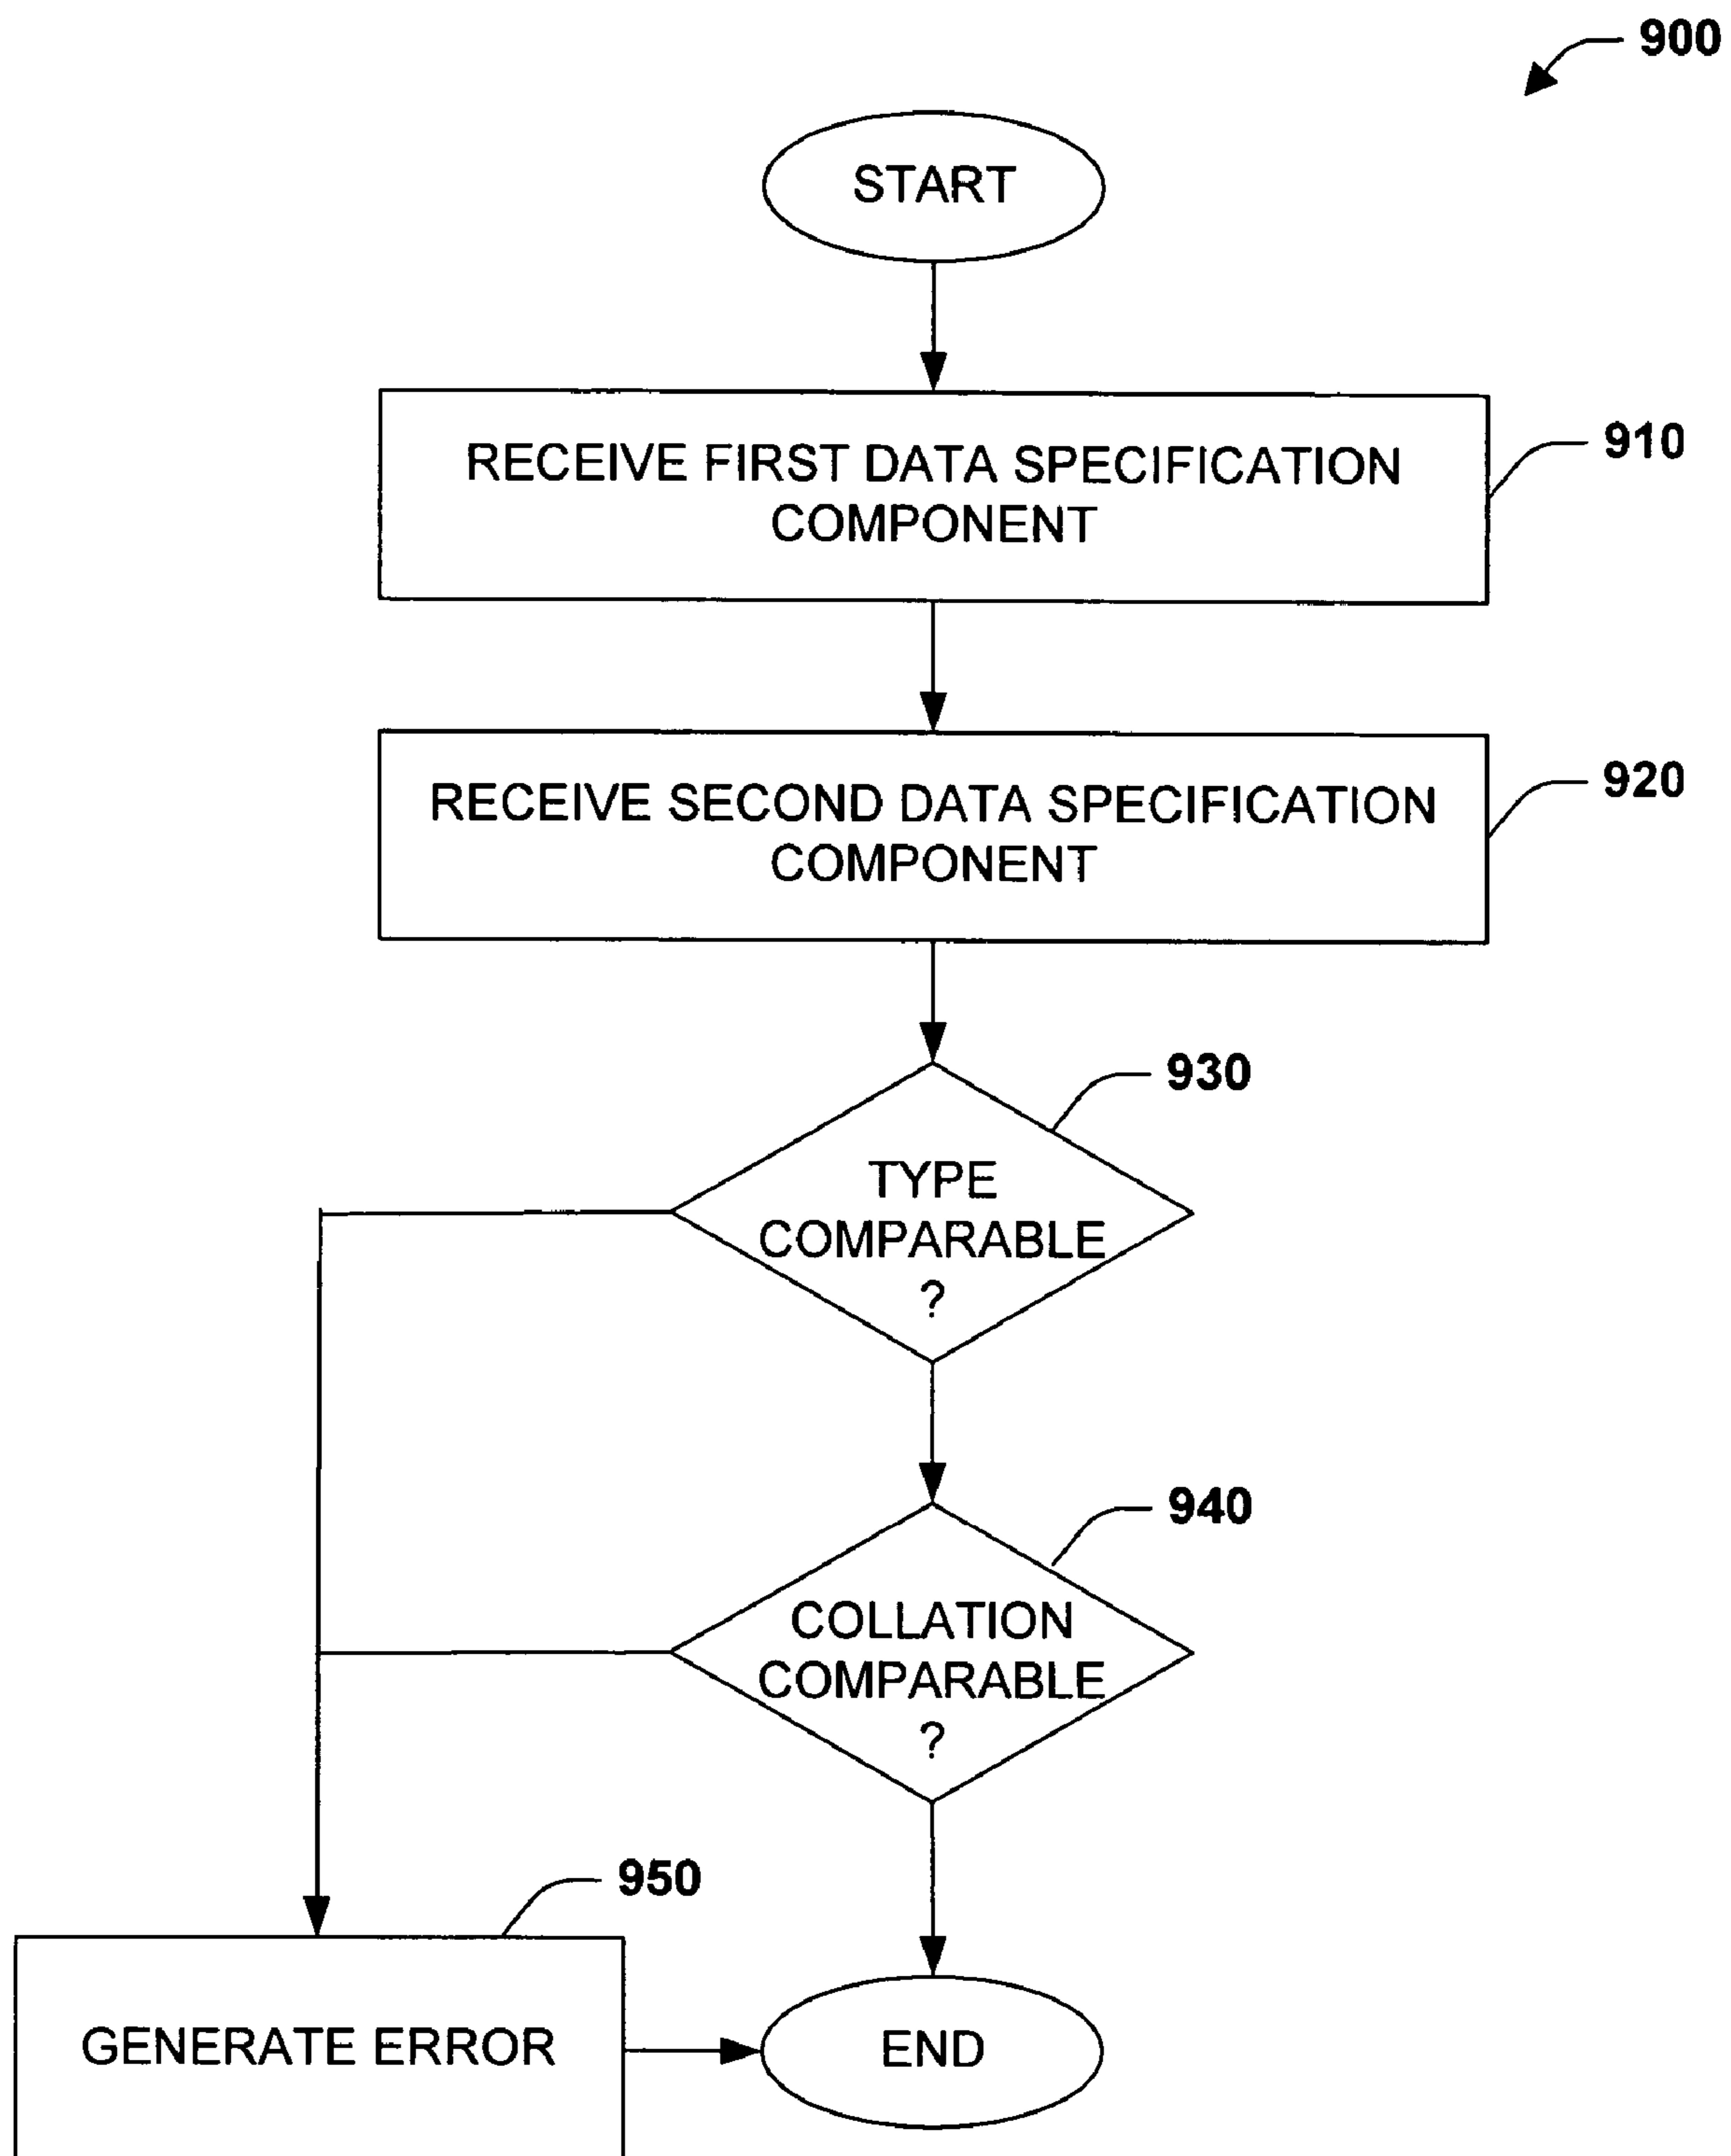 900
START
RECEIVE FIRST DATA SPECIFICATION
COMPONENT
910
RECEIVE SECOND DATA SPECIFICATION
COMPONENT
920
930
TYPE
COMPARABLE
?
940
COLLATION
COMPARABLE
?
950
GENERATE ERROR
END